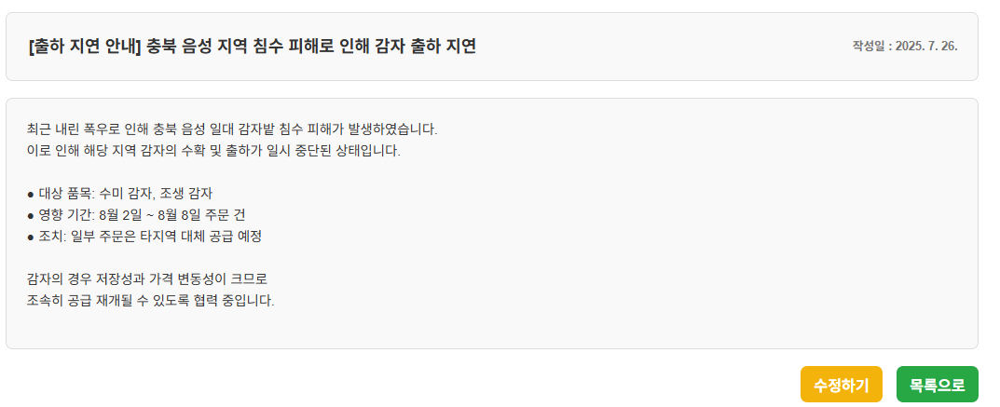 [출하 지연 안내] 충북 음성 지역 침수 피해로 인해 감자 출하 지연
작성일 : 2025. 7. 26.
최근 내린 폭우로 인해 충북 음성 일대 감자밭 침수 피해가 발생하였습니다.
이로 인해 해당 지역 감자의 수확 및 출하가 일시 중단된 상태입니다.
● 대상 품목: 수미 감자, 조생 감자
● 영향 기간: 8월 2일 ~ 8월 8일 주문 건
● 조치: 일부 주문은 타지역 대체 공급 예정
감자의 경우 저장성과 가격 변동성이 크므로
조속히 공급 재개될 수 있도록 협력 중입니다.
수정하기
목록으로